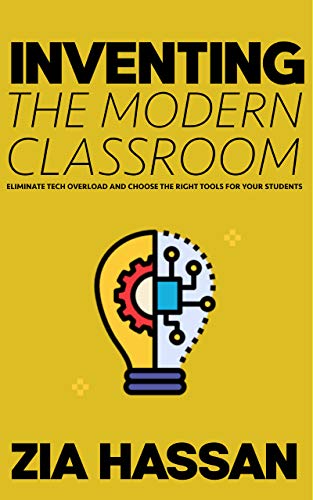 INVENTING
THE MODERN
CLASSROOM
ELIMINATE TECH OVERLOAD AND CHOOSE THE RIGHT TOOLS FOR YOUR STUDENTS
ZIA HASSAN